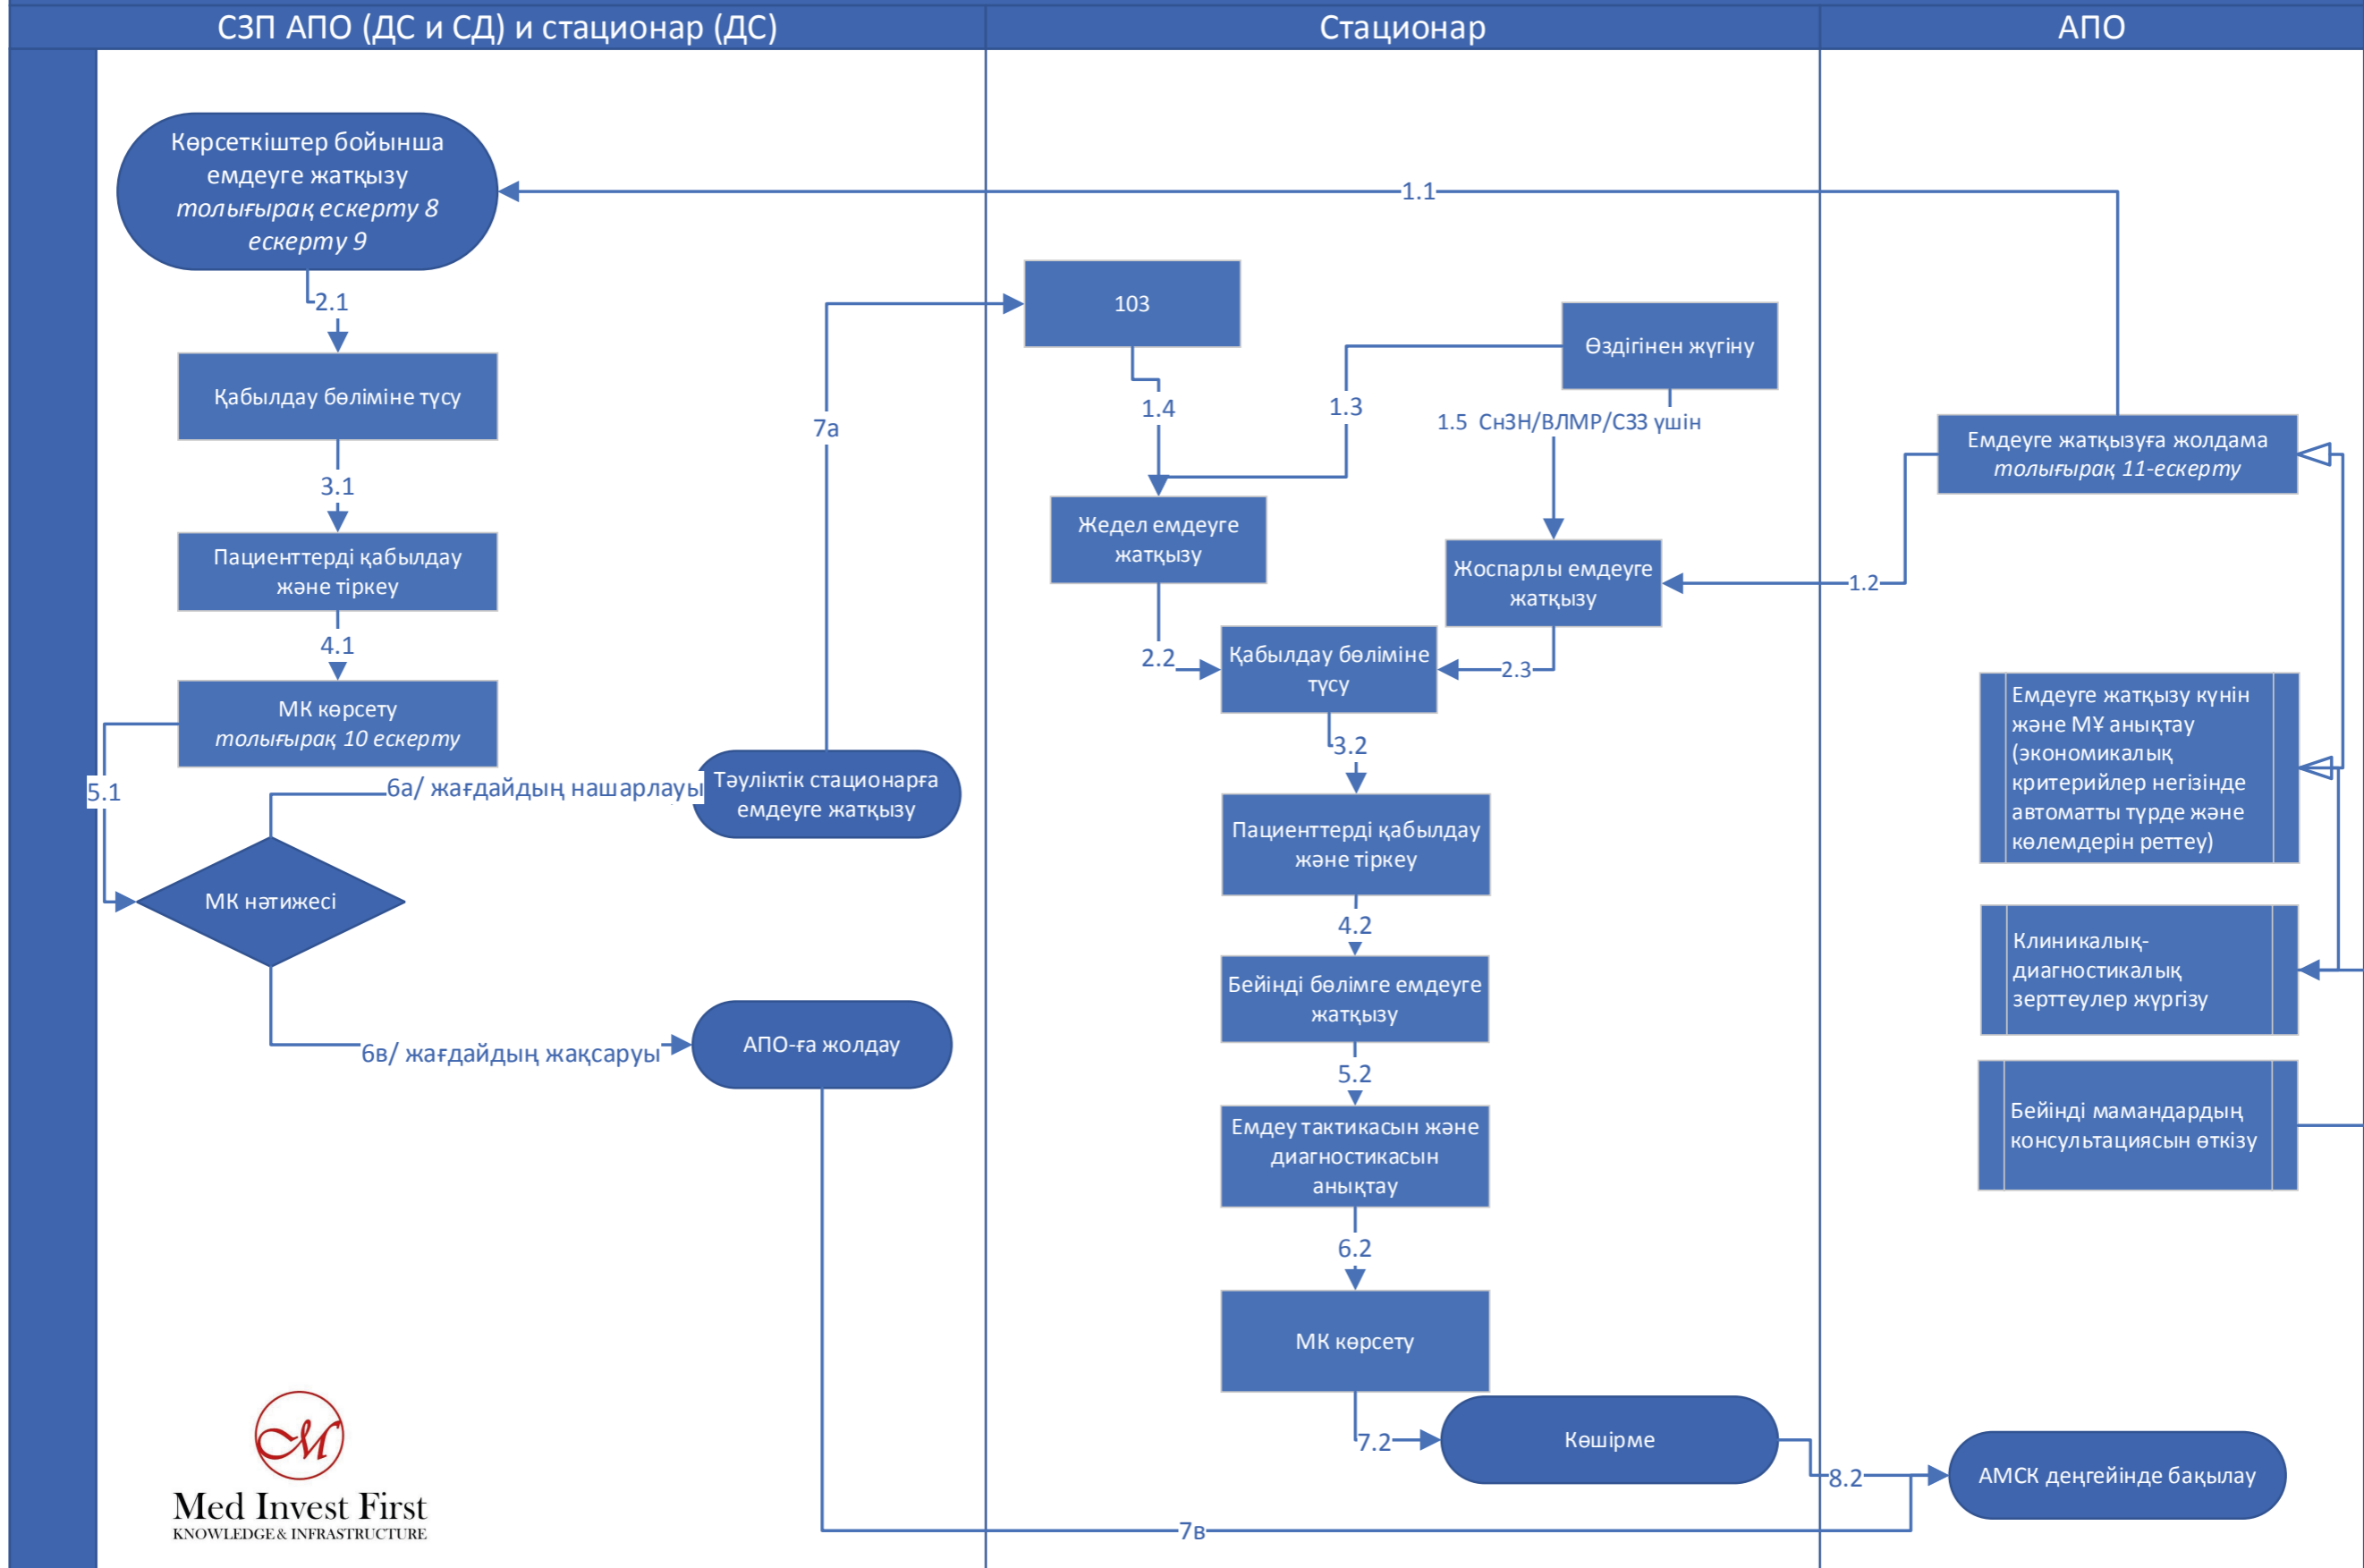 СЗП АПО (ДС и СД) и стационар (ДС)
Стационар
АПО
Көрсеткіштер бойынша
емдеуге жатқызу
толығырақ ескерту 8
ескерту 9
2.1
Қабылдау бөліміне түсу
3.1
Пациенттерді қабылдау
және тіркеу
4.1
МК көрсету
толығырақ 10 ескерту
5.1
6а/ жағдайдың нашарлауы
Тәуліктік стационарға
емдеуге жатқызу
МК нәтижесі
6в/ жағдайдың жақсаруы
АПО-ға жолдау
7а
7в
1.1
103
Өздігінен жүгіну
1.4
1.3
1.5 СнЗН/ВЛМР/СЗЗ үшін
Жедел емдеуге
жатқызу
Жоспарлы емдеуге
жатқызу
1.2
2.2
Қабылдау бөліміне
түсу
2.3
3.2
Пациенттерді қабылдау
және тіркеу
4.2
Бейінді бөлімге емдеуге
жатқызу
5.2
Емдеу тактикасын және
диагностикасын
анықтау
6.2
МК көрсету
7.2
Көшірме
8.2
Емдеуге жатқызуға жолдама
толығырақ 11-ескерту
Емдеуге жатқызу күнін
және МҰ анықтау
(экономикалық
критерийлер негізінде
автоматты түрде және
көлемдерін реттеу)
Клиникалық-
диагностикалық
зерттеулер жүргізу
Бейінді мамандардың
консультациясын өткізу
АМСК деңгейінде бақылау
M
Med Invest First
KNOWLEDGE & INFRASTRUCTURE